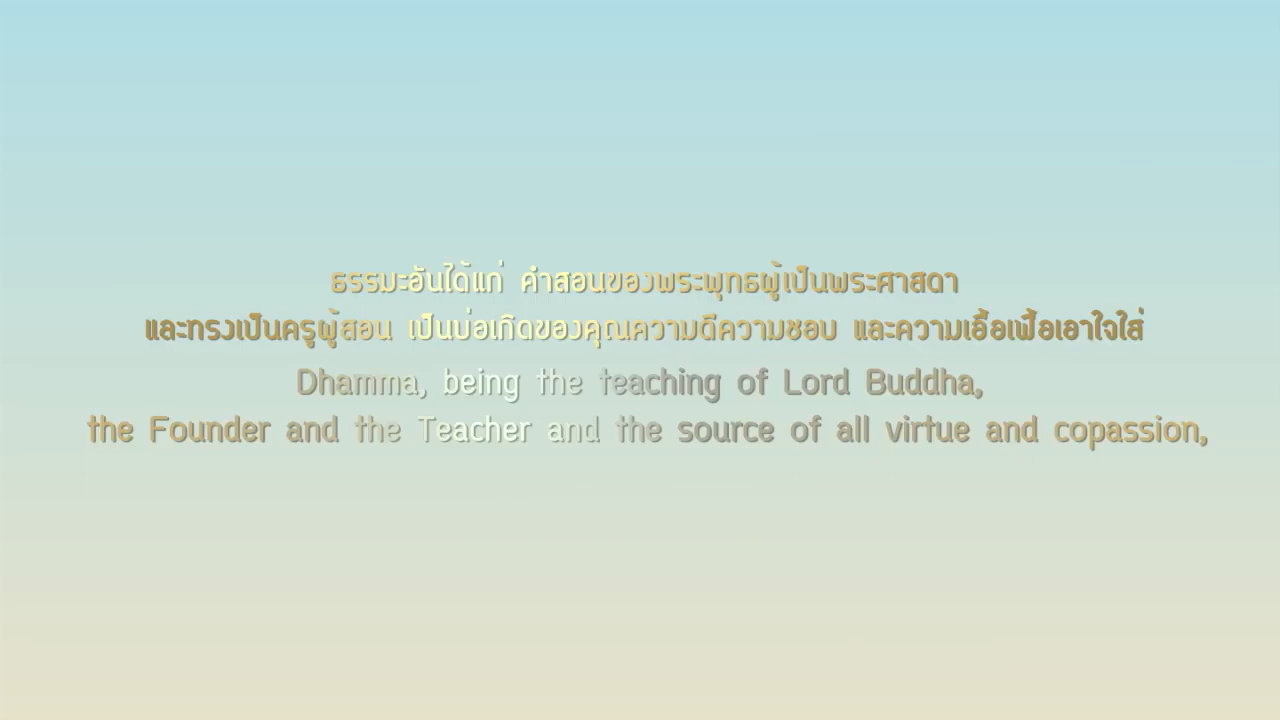 ธรรมะอันได้แก่ คำสอนของพระพุทธผู้เป็นพระศาสดา
และทรงเป็นครูผู้สอน เป็นบ่อเกิดของคุณความดีความชอบ และความเอื้อเฟื้อเอาใจใส่
Dhamma, being the teaching of Lord Buddha,
the Founder and the Teacher and the source of all virtue and copassion,